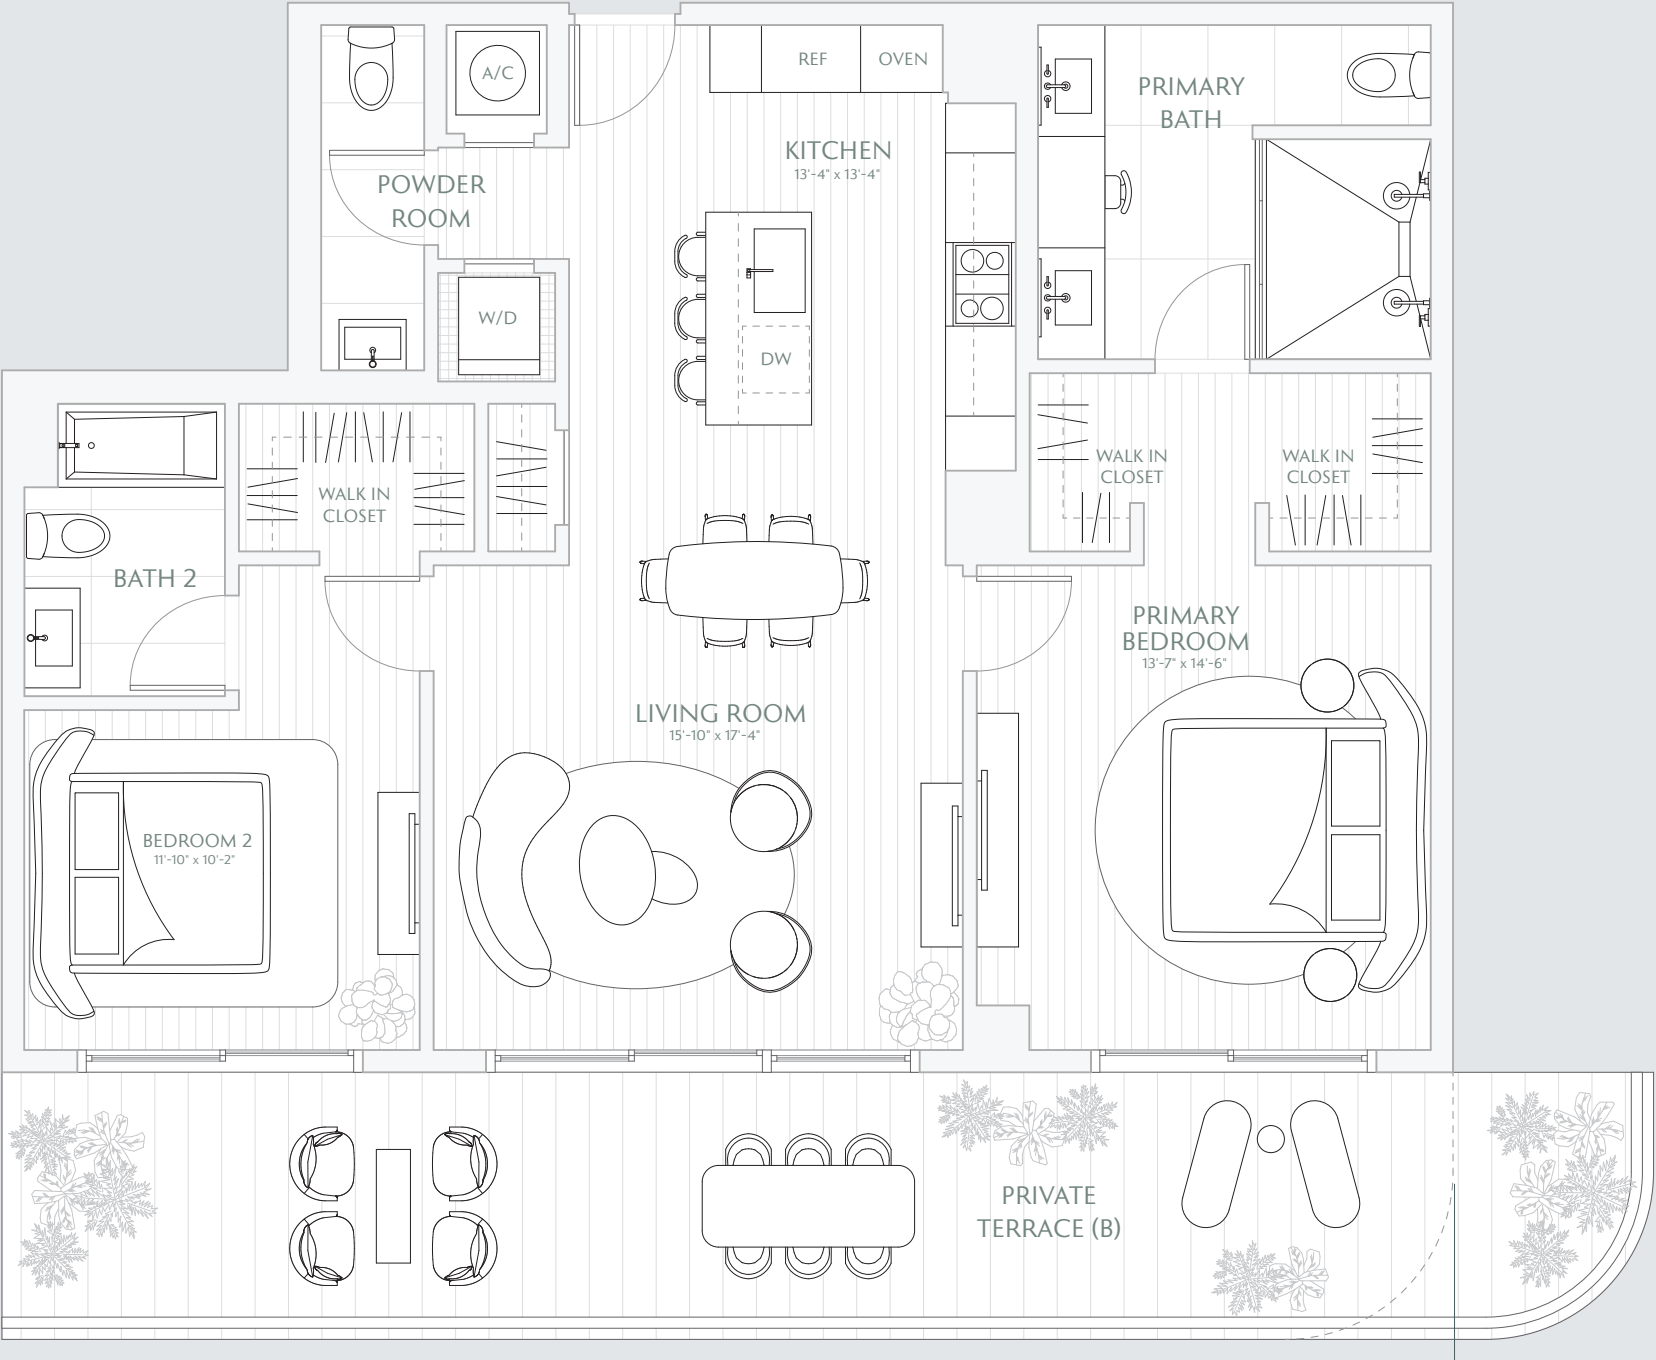 A/C
REF
OVEN
PRIMARY
BATH
KITCHEN
13'-4" x 13'-4"
POWDER
ROOM
W/D
DW
WALK IN
CLOSET
WALK IN
CLOSET
WALK IN
CLOSET
BATH 2
PRIMARY
BEDROOM
13'-7" x 14'-6"
LIVING ROOM
15'-10" x 17'-4"
BEDROOM 2
11'-10" x 10'-2"
PRIVATE
TERRACE (B)